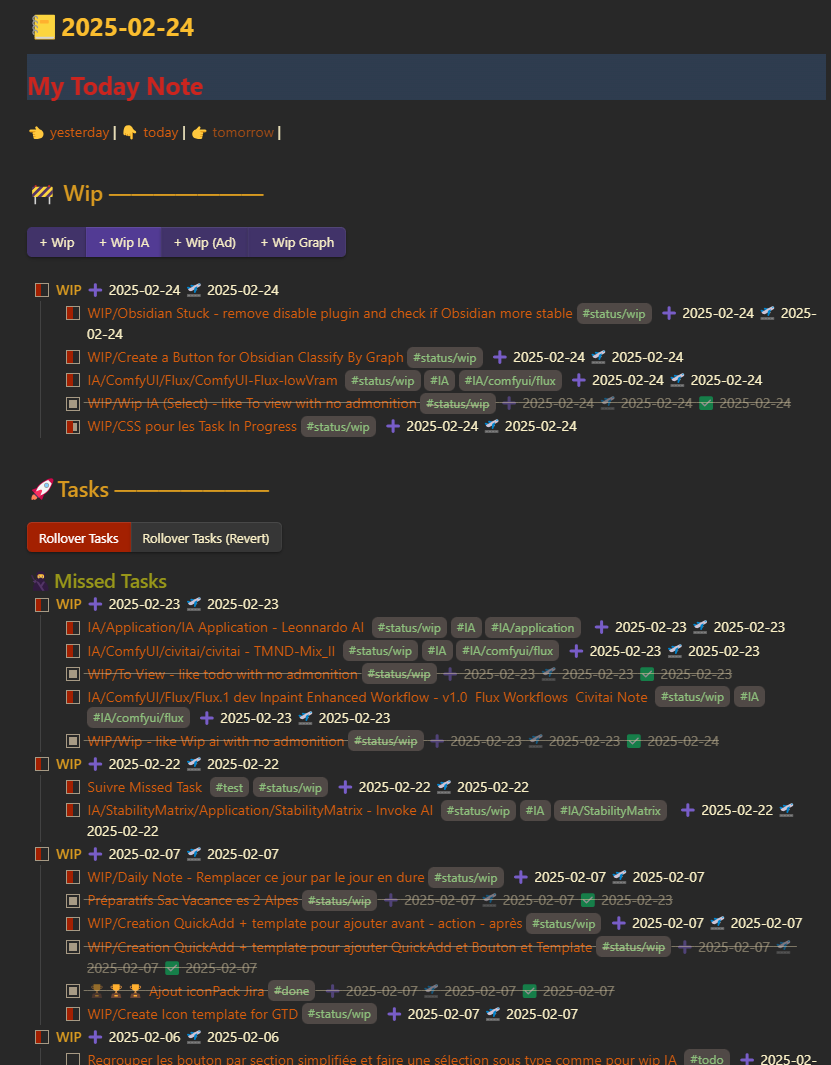 📒 2025-02-24
My Today Note
👈 yesterday | 👇 today | 👉 tomorrow |
🚧 Wip ———————
+ Wip + Wip IA + Wip (Ad) + Wip Graph
WIP ➕ 2025-02-24 🛫 2025-02-24
WIP/Obsidian Stuck - remove disable plugin and check if Obsidian more stable #status/wip ➕ 2025-02-24 🛫 2025-
02-24
WIP/Create a Button for Obsidian Classify By Graph #status/wip ➕ 2025-02-24 🛫 2025-02-24
IA/ComfyUI/Flux/ComfyUI-Flux-lowVram #status/wip #IA #IA/comfyui/flux ➕ 2025-02-24 🛫 2025-02-24
WIP/Wip IA (Select) - like To view with no admonition #status/wip ➕ 2025-02-24 🛫 2025-02-24 ✅ 2025-02-24
WIP/CSS pour les Task In Progress #status/wip ➕ 2025-02-24 🛫 2025-02-24
🚀 Tasks ———————
Rollover Tasks Rollover Tasks (Revert)
Missed Tasks
WIP ➕ 2025-02-23 🛫 2025-02-23
IA/Application/IA Application - Leonnardo AI #status/wip #IA #IA/application ➕ 2025-02-23 🛫 2025-02-23
IA/ComfyUI/civitai/civitai - TMND-Mix_II #status/wip #IA #IA/comfyui/flux ➕ 2025-02-23 🛫 2025-02-23
WIP/To View - like todo with no admonition #status/wip ➕ 2025-02-23 🛫 2025-02-23 ✅ 2025-02-23
IA/ComfyUI/Flux/Flux.1 dev Inpaint Enhanced Workflow - v1.0 Flux Workflows Civitai Note #status/wip #IA
#IA/comfyui/flux ➕ 2025-02-23 🛫 2025-02-23
WIP/Wip - like Wip ai with no admonition #status/wip ➕ 2025-02-23 🛫 2025-02-23 ✅ 2025-02-24
WIP ➕ 2025-02-22 🛫 2025-02-22
Suivre Missed Task #test #status/wip ➕ 2025-02-22 🛫 2025-02-22
IA/StabilityMatrix/Application/StabilityMatrix - Invoke AI #status/wip #IA #IA/StabilityMatrix ➕ 2025-02-22 🛫
2025-02-22
WIP ➕ 2025-02-07 🛫 2025-02-07
WIP/Daily Note - Remplacer ce jour par le jour en dure #status/wip ➕ 2025-02-07 🛫 2025-02-07
Préparatifs Sac Vacance es 2 Alpes #status/wip ➕ 2025-02-07 🛫 2025-02-07 ✅ 2025-02-23
WIP/Creation QuickAdd + template pour ajouter avant - action - après #status/wip ➕ 2025-02-07 🛫 2025-02-07
WIP/Creation QuickAdd + template pour ajouter QuickAdd et Bouton et Template #status/wip ➕ 2025-02-07 🛫
2025-02-07 ✅ 2025-02-07
🏆 🏆 🏆 Ajout iconPack Jira #done ➕ 2025-02-07 🛫 2025-02-07 ✅ 2025-02-07
WIP/Create Icon template for GTD #status/wip ➕ 2025-02-07 🛫 2025-02-07
WIP ➕ 2025-02-06 🛫 2025-02-06
Regrouper les bouton par section simplifiée et faire une sélection sous type comme pour wip IA #todo ➕ 2025-02-